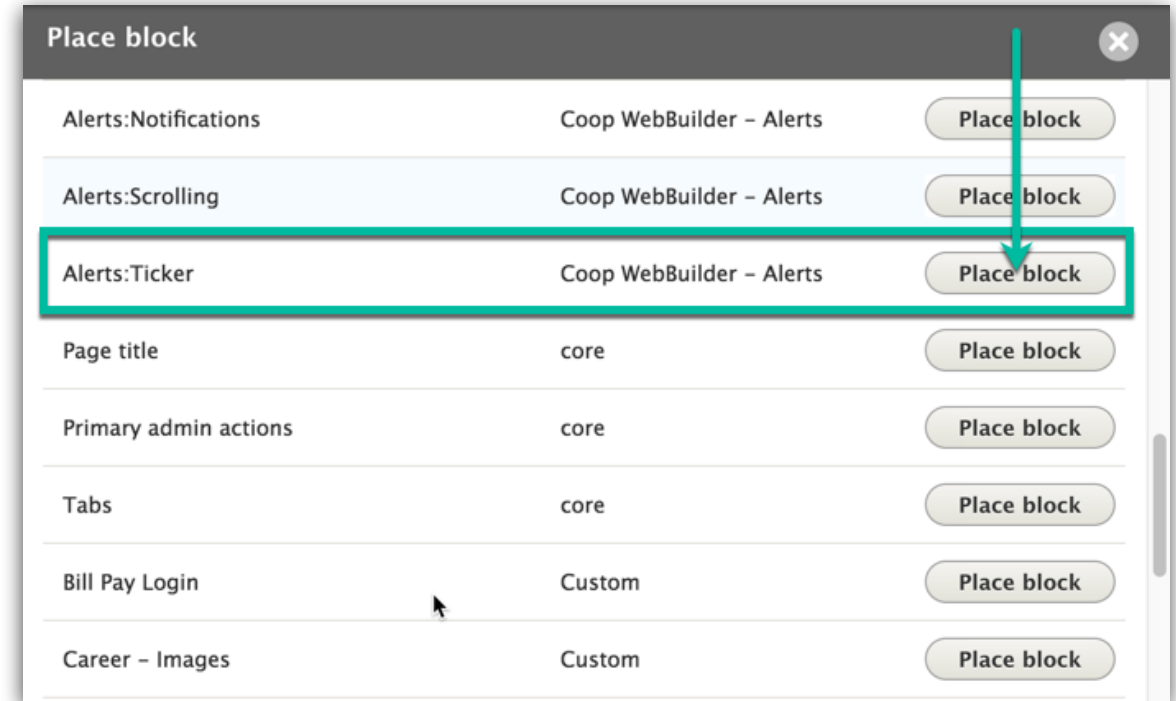 Place block
Alerts:Notifications Coop WebBuilder – Alerts Place block
Alerts:Scrolling Coop WebBuilder – Alerts Place block
Alerts:Ticker Coop WebBuilder – Alerts Place block
Page title core Place block
Primary admin actions core Place block
Tabs core Place block
Bill Pay Login Custom Place block
Career – Images Custom Place block